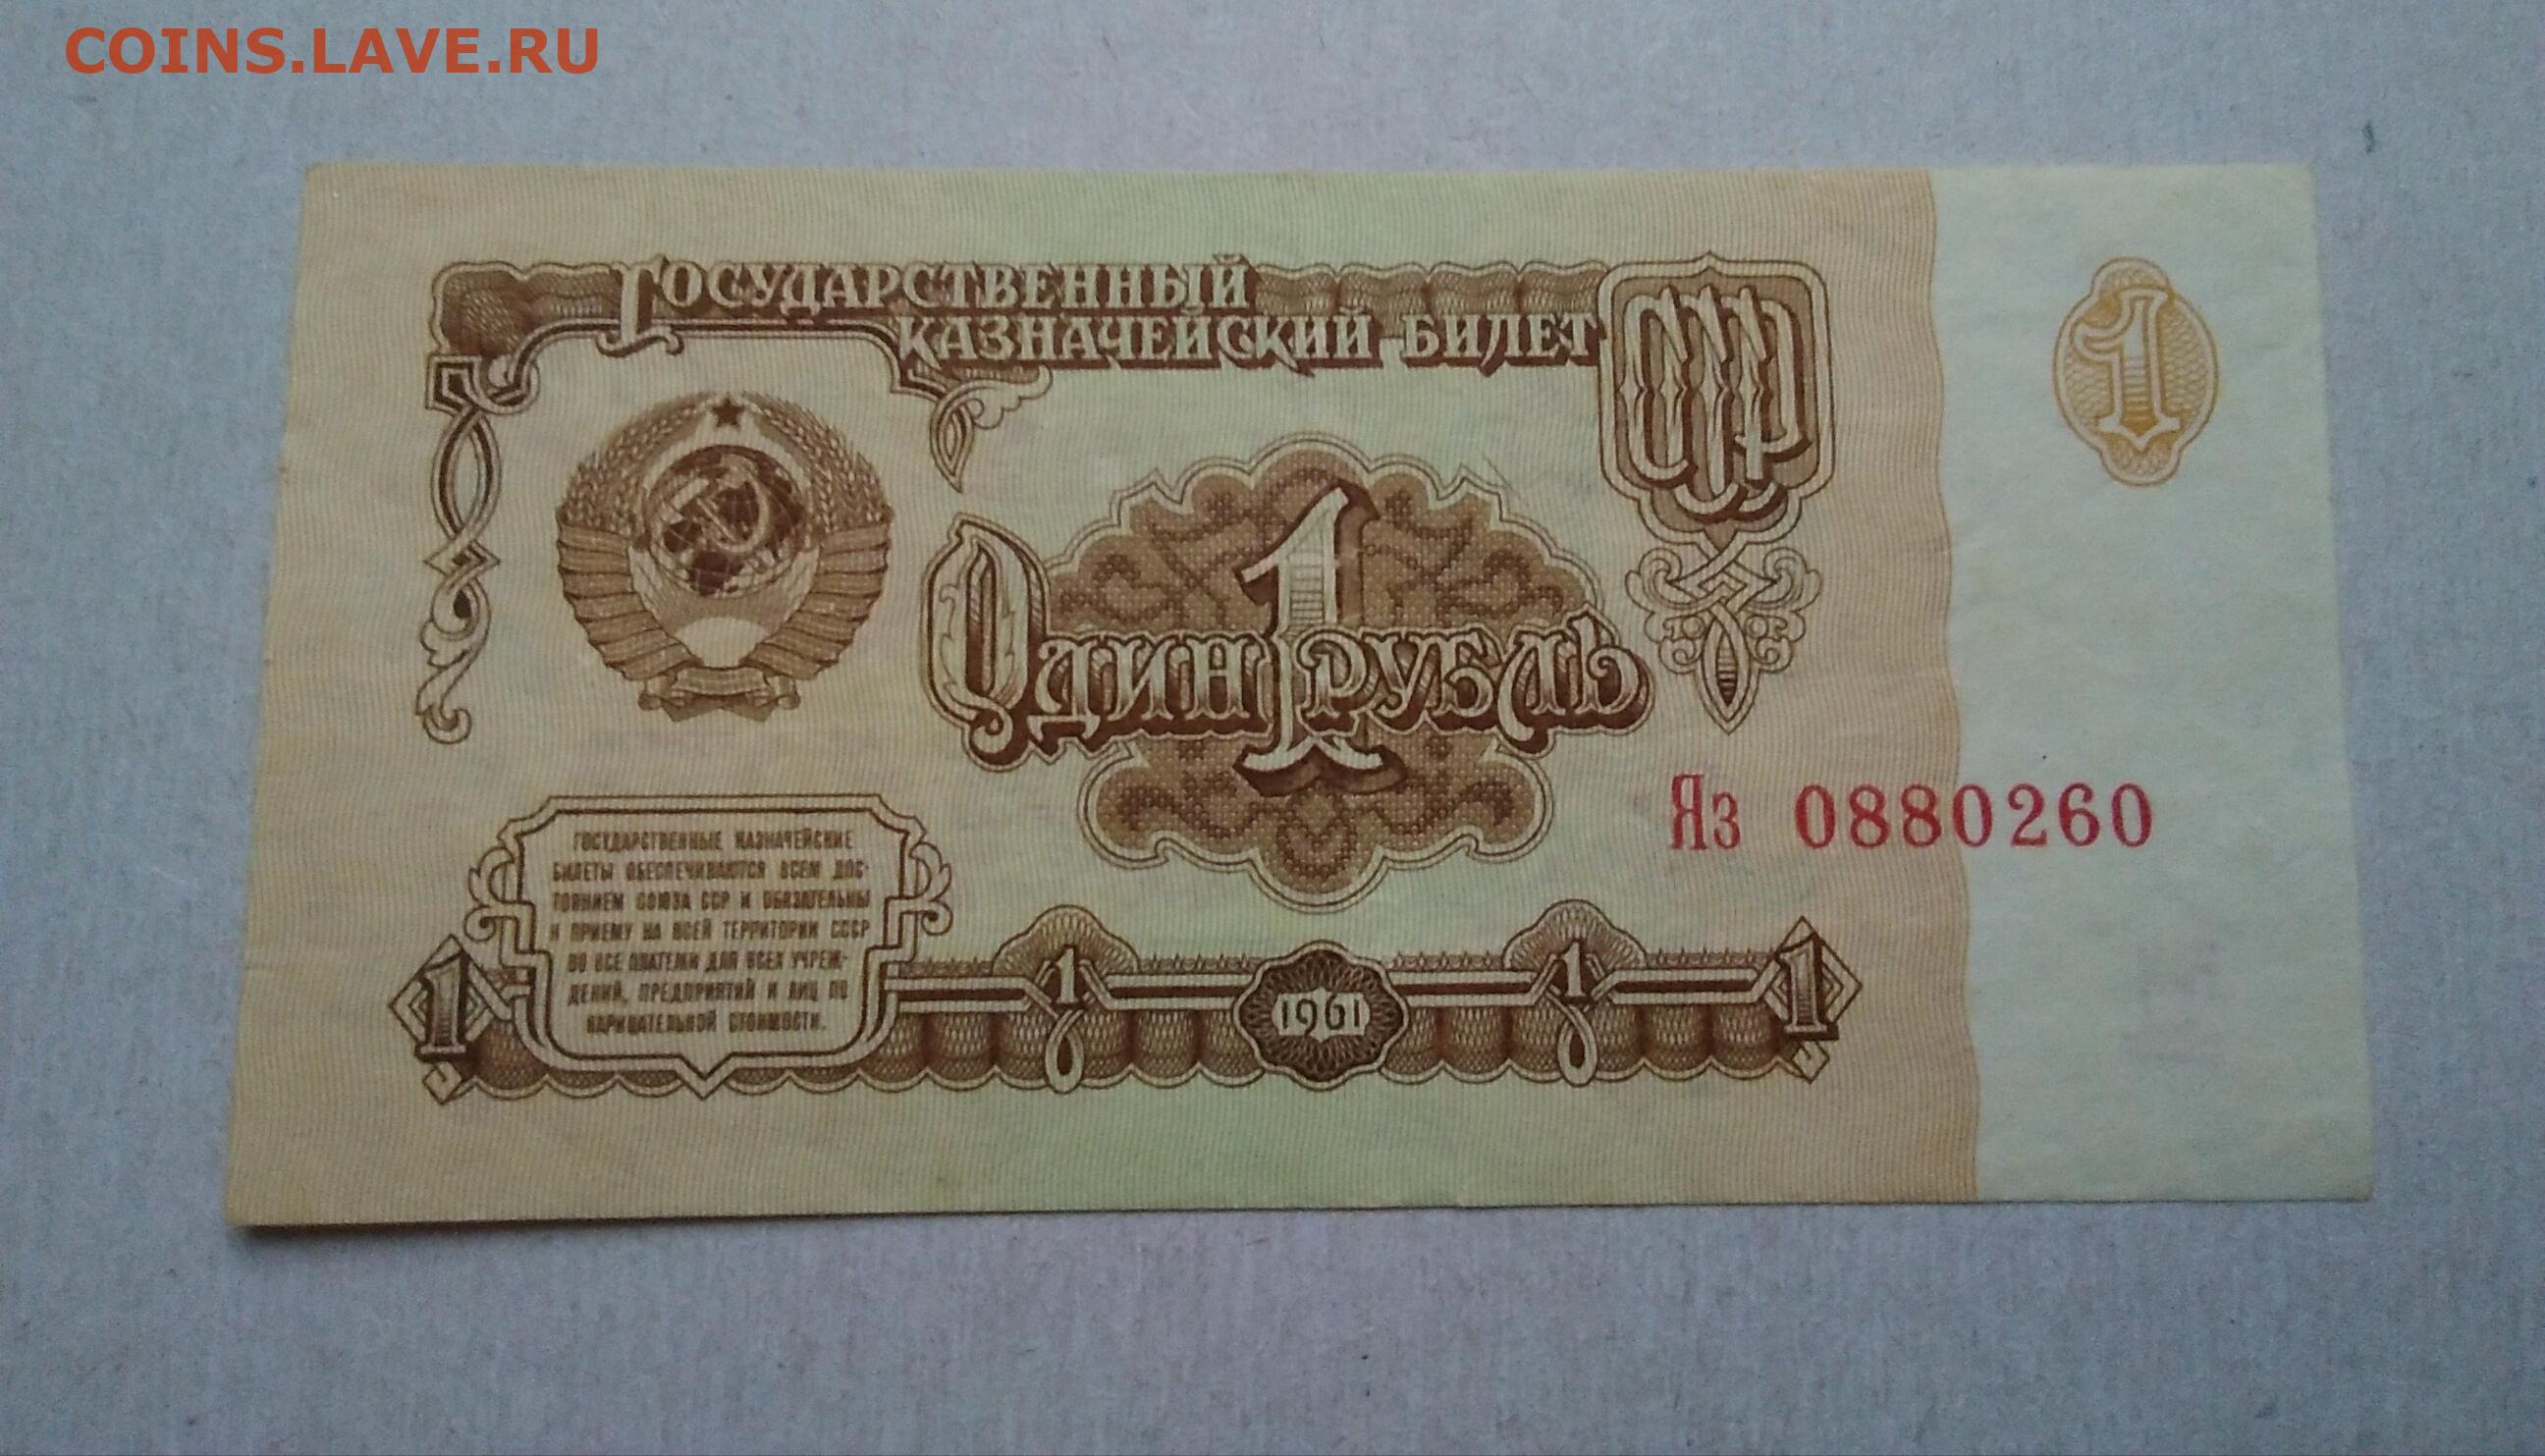 COINS.LAVE.RU
Государственный
казначейский билет
СССР
1
1
Один рубль
Яз 0880260
ГОСУДАРСТВЕННЫЕ КАЗНАЧЕЙСКИЕ
БИЛЕТЫ ОБЕСПЕЧИВАЮТСЯ ВСЕМ ДОС-
ТОЯНИЕМ СОЮЗА ССР И ОБЯЗАТЕЛЬНЫ
К ПРИЕМУ НА ВСЕЙ ТЕРРИТОРИИ СССР
ВО ВСЕ ПЛАТЕЖИ ДЛЯ ВСЕХ УЧРЕЖ-
ДЕНИЙ, ПРЕДПРИЯТИЙ И ЛИЦ ПО
НАРИЦАТЕЛЬНОЙ СТОИМОСТИ.
1 1 1961 1 1